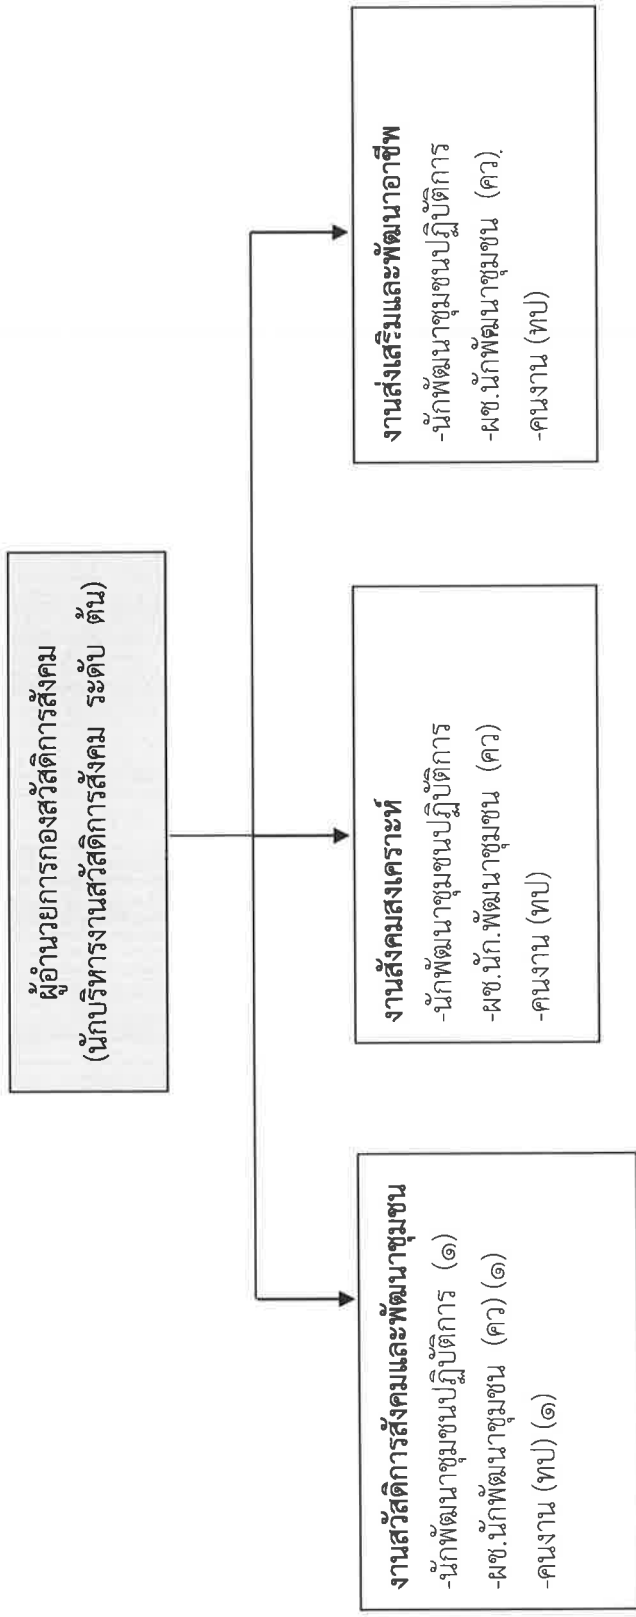 ผู้อำนวยการกองสวัสดิการสังคม
(นักบริหารงานสวัสดิการสังคม ระดับ ต้น)
งานสวัสดิการสังคมและพัฒนาชุมชน
-นักพัฒนาชุมชนปฏิบัติการ (๑)
-ผช.นักพัฒนาชุมชน (คว) (๑)
-คนงาน (ทป) (๑)
งานสังคมสงเคราะห์
-นักพัฒนาชุมชนปฏิบัติการ
-ผช.นัก.พัฒนาชุมชน (คว)
-คนงาน (ทป)
งานส่งเสริมและพัฒนาอาชีพ
-นักพัฒนาชุมชนปฏิบัติการ
-ผช.นักพัฒนาชุมชน (คว)
-คนงาน (ทป)